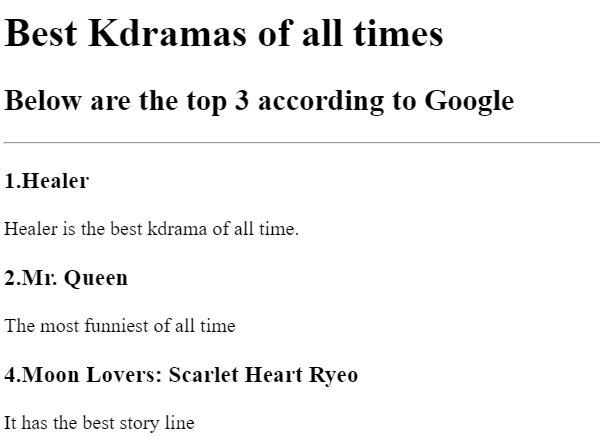 Best Kdramas of all times
Below are the top 3 according to Google
1.Healer
Healer is the best kdrama of all time.
2.Mr. Queen
The most funniest of all time
4.Moon Lovers: Scarlet Heart Ryeo
It has the best story line